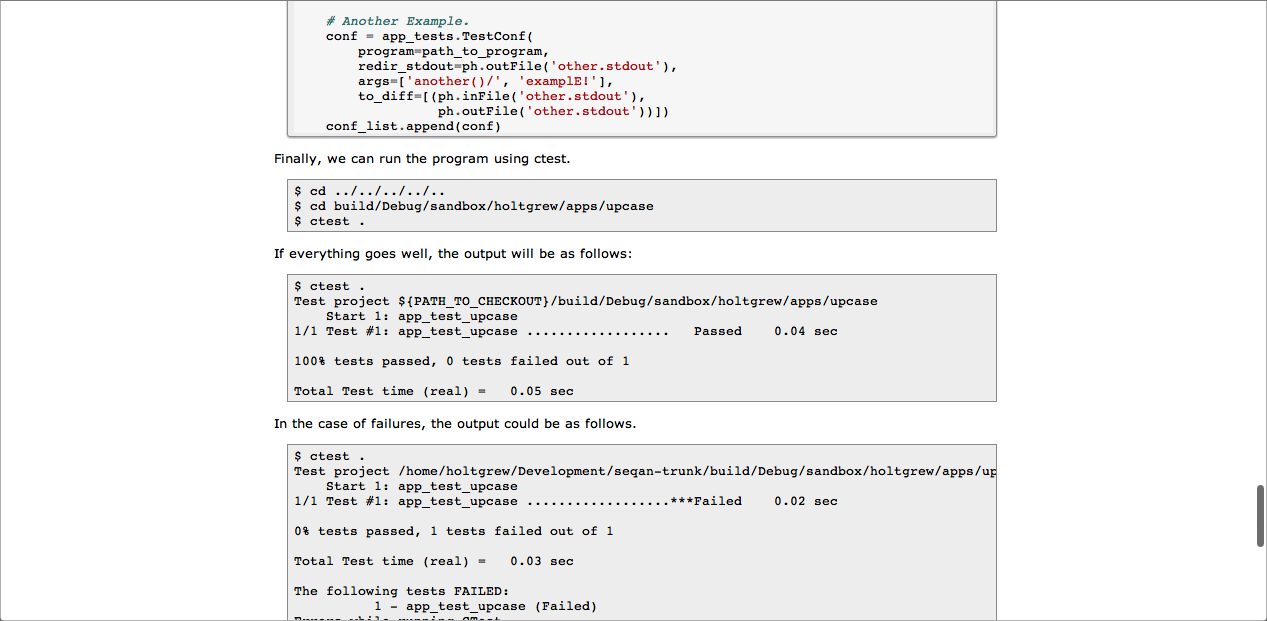 # Another Example.
conf = app_tests.TestConf(
program=path_to_program,
redir_stdout=ph.outFile('other.stdout'),
args=['another()/', 'examplE!'],
to_diff=[(ph.inFile('other.stdout'),
ph.outFile('other.stdout'))])
conf_list.append(conf)
Finally, we can run the program using ctest.
$ cd ../../../../..
$ cd build/Debug/sandbox/holtgrew/apps/upcase
$ ctest .
If everything goes well, the output will be as follows:
$ ctest .
Test project ${PATH_TO_CHECKOUT}/build/Debug/sandbox/holtgrew/apps/upcase
Start 1: app_test_upcase
1/1 Test #1: app_test_upcase ..................   Passed    0.04 sec
100% tests passed, 0 tests failed out of 1
Total Test time (real) =   0.05 sec
In the case of failures, the output could be as follows.
$ ctest .
Test project /home/holtgrew/Development/seqan-trunk/build/Debug/sandbox/holtgrew/apps/up
Start 1: app_test_upcase
1/1 Test #1: app_test_upcase ..................***Failed    0.02 sec
0% tests passed, 1 tests failed out of 1
Total Test time (real) =   0.03 sec
The following tests FAILED:
1 - app_test_upcase (Failed)
Errors while running CTest